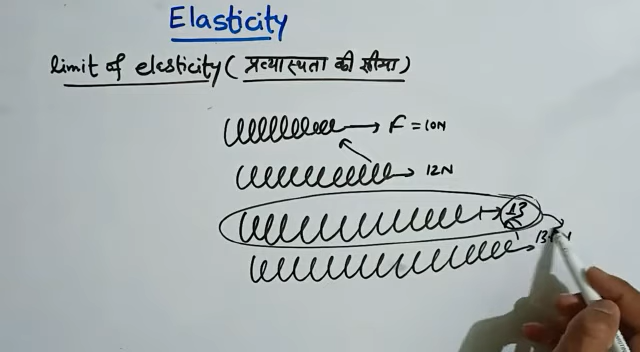 Elasticity
limit of elasticity (प्रत्यास्थता की सीमा)
F = 10N
12N
13